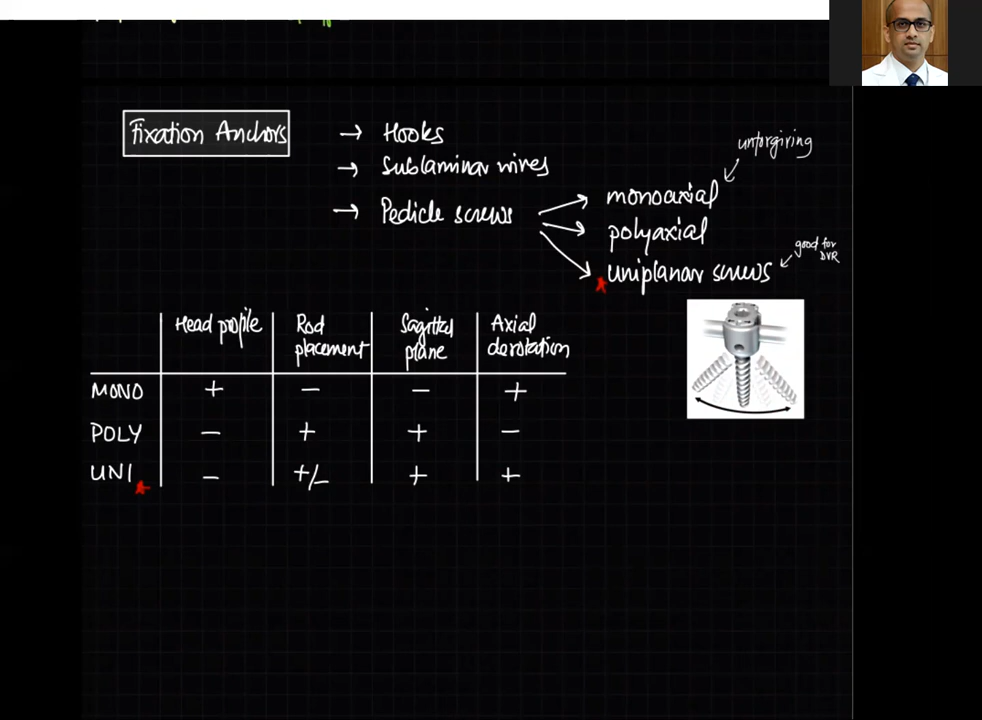 Fixation Anchors
→ Hooks
→ Sublaminar wires
→ Pedicle screws
unforgiving
monoaxial
polyaxial
uniplanar screws
good for
DVR
Head profile
Rod
placement
Sagittal
plane
Axial
derotation
MONO + − − +
POLY − + + −
UNI − +/− + +